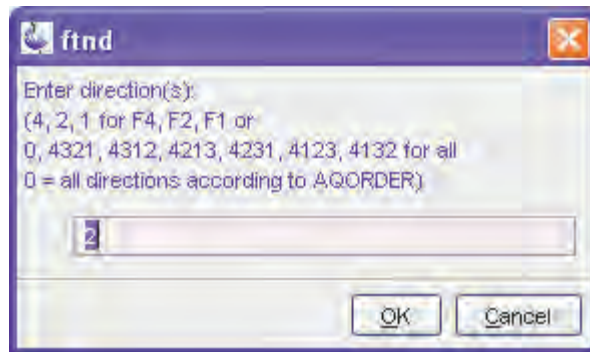 ftnd
Enter direction(s):
(4, 2, 1 for F4, F2, F1 or
0, 4321, 4312, 4213, 4231, 4123, 4132 for all
0 = all directions according to AQORDER)
2
OK Cancel